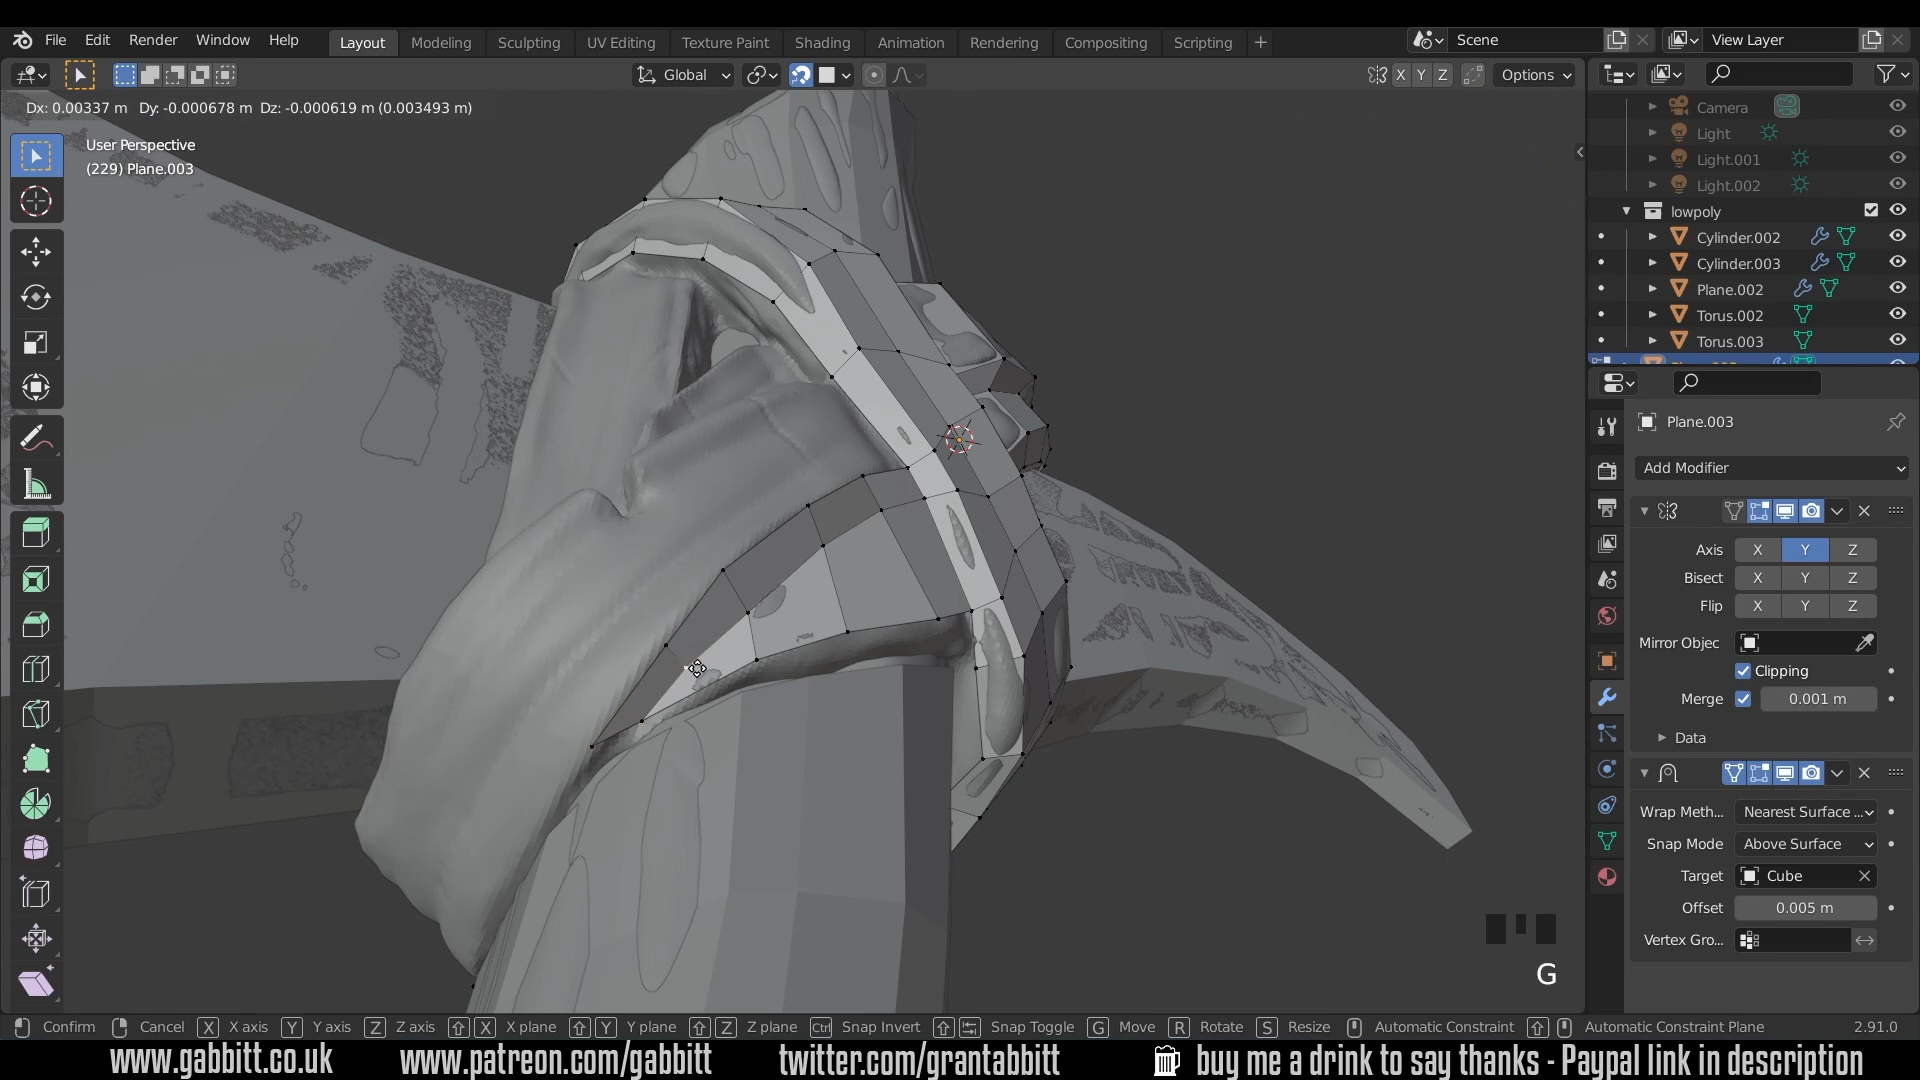 File Edit Render Window Help Layout Modeling Sculpting UV Editing Texture Paint Shading Animation Rendering Compositing Scripting Scene View Layer
Global X Y Z Options
Dx: 0.00337 m Dy: -0.000678 m Dz: -0.000619 m (0.003493 m)
User Perspective
(229) Plane.003
Camera
Light
Light.001
Light.002
lowpoly
Cylinder.002
Cylinder.003
Plane.002
Torus.002
Torus.003
Plane.003
Add Modifier
Axis X Y Z
Bisect X Y Z
Flip X Y Z
Mirror Objec
Clipping
Merge 0.001 m
Data
Wrap Meth... Nearest Surface ...
Snap Mode Above Surface
Target Cube
Offset 0.005 m
Vertex Gro...
G
Confirm Cancel X X axis Y Y axis Z Z axis X X plane Y Y plane Z Z plane Ctrl Snap Invert Snap Toggle G Move R Rotate S Resize Automatic Constraint Automatic Constraint Plane 2.91.0
www.gabbitt.co.uk www.patreon.com/gabbitt twitter.com/grantabbitt buy me a drink to say thanks - Paypal link in description